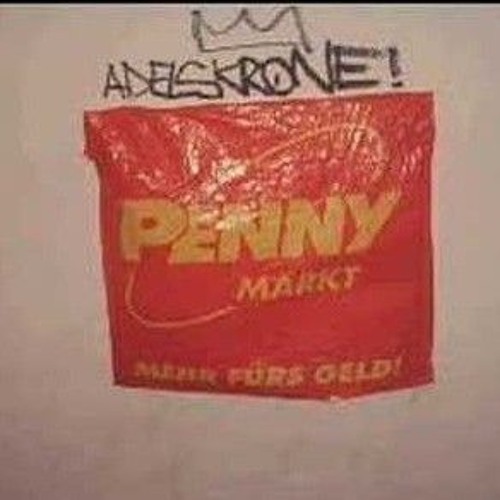 ADELSKRONE!
PENNY
MARKT
MEHR FÜRS GELD!